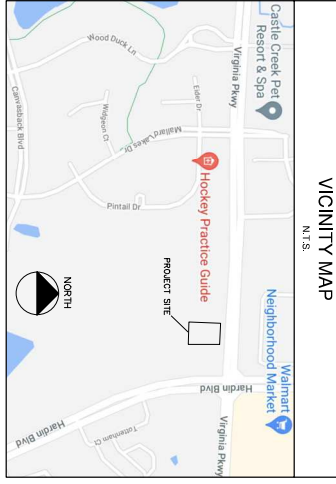 VICINITY MAP
N.T.S.
Castle Creek Pet
Resort & Spa
Walmart
Neighborhood Market
Virginia Pkwy
Virginia Pkwy
Wood Duck Ln
Eider Dr
Hockey Practice Guide
Mallard Lakes Dr
Widgeon Ct
Pintail Dr
PROJECT SITE
Hardin Blvd
Hardin Blvd
Tottenham Ct
Canvasback Blvd
NORTH